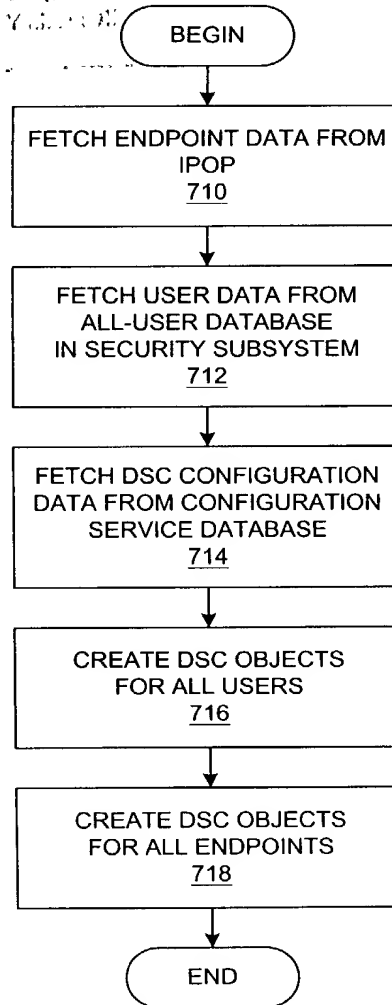 BEGIN
FETCH ENDPOINT DATA FROM
IPOP
710
FETCH USER DATA FROM
ALL-USER DATABASE
IN SECURITY SUBSYSTEM
712
FETCH DSC CONFIGURATION
DATA FROM CONFIGURATION
SERVICE DATABASE
714
CREATE DSC OBJECTS
FOR ALL USERS
716
CREATE DSC OBJECTS
FOR ALL ENDPOINTS
718
END